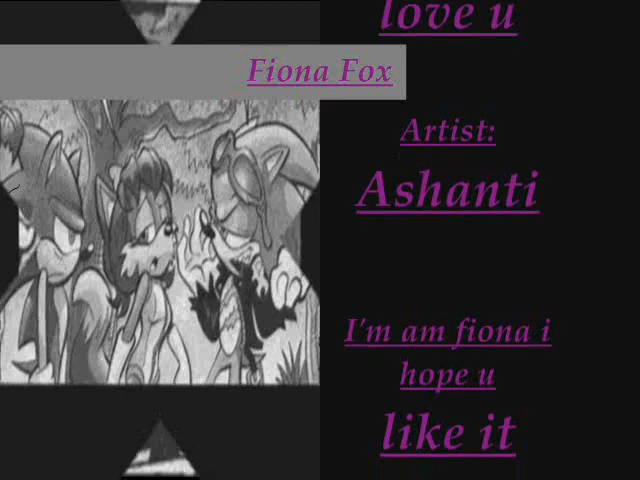 love u
Fiona Fox
Artist:
Ashanti
I'm am fiona i
hope u
like it